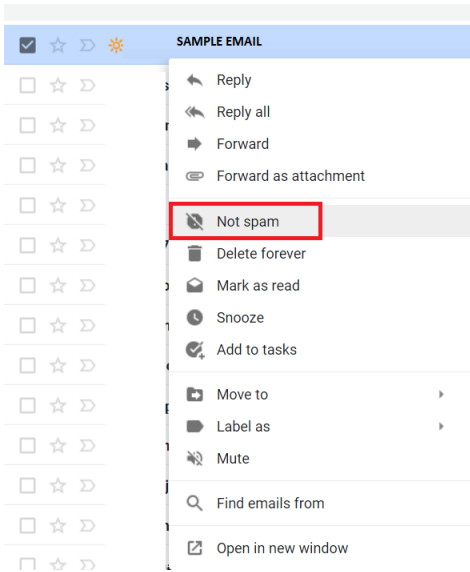 SAMPLE EMAIL
Reply
Reply all
Forward
Forward as attachment
Not spam
Delete forever
Mark as read
Snooze
Add to tasks
Move to
Label as
Mute
Find emails from
Open in new window